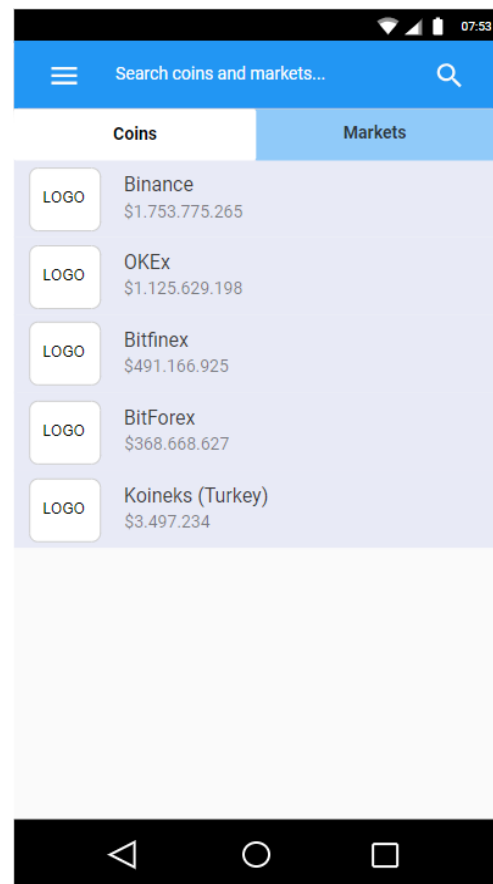 07:53
Search coins and markets...
Coins Markets
LOGO Binance
$1.753.775.265
LOGO OKEx
$1.125.629.198
LOGO Bitfinex
$491.166.925
LOGO BitForex
$368.668.627
LOGO Koineks (Turkey)
$3.497.234